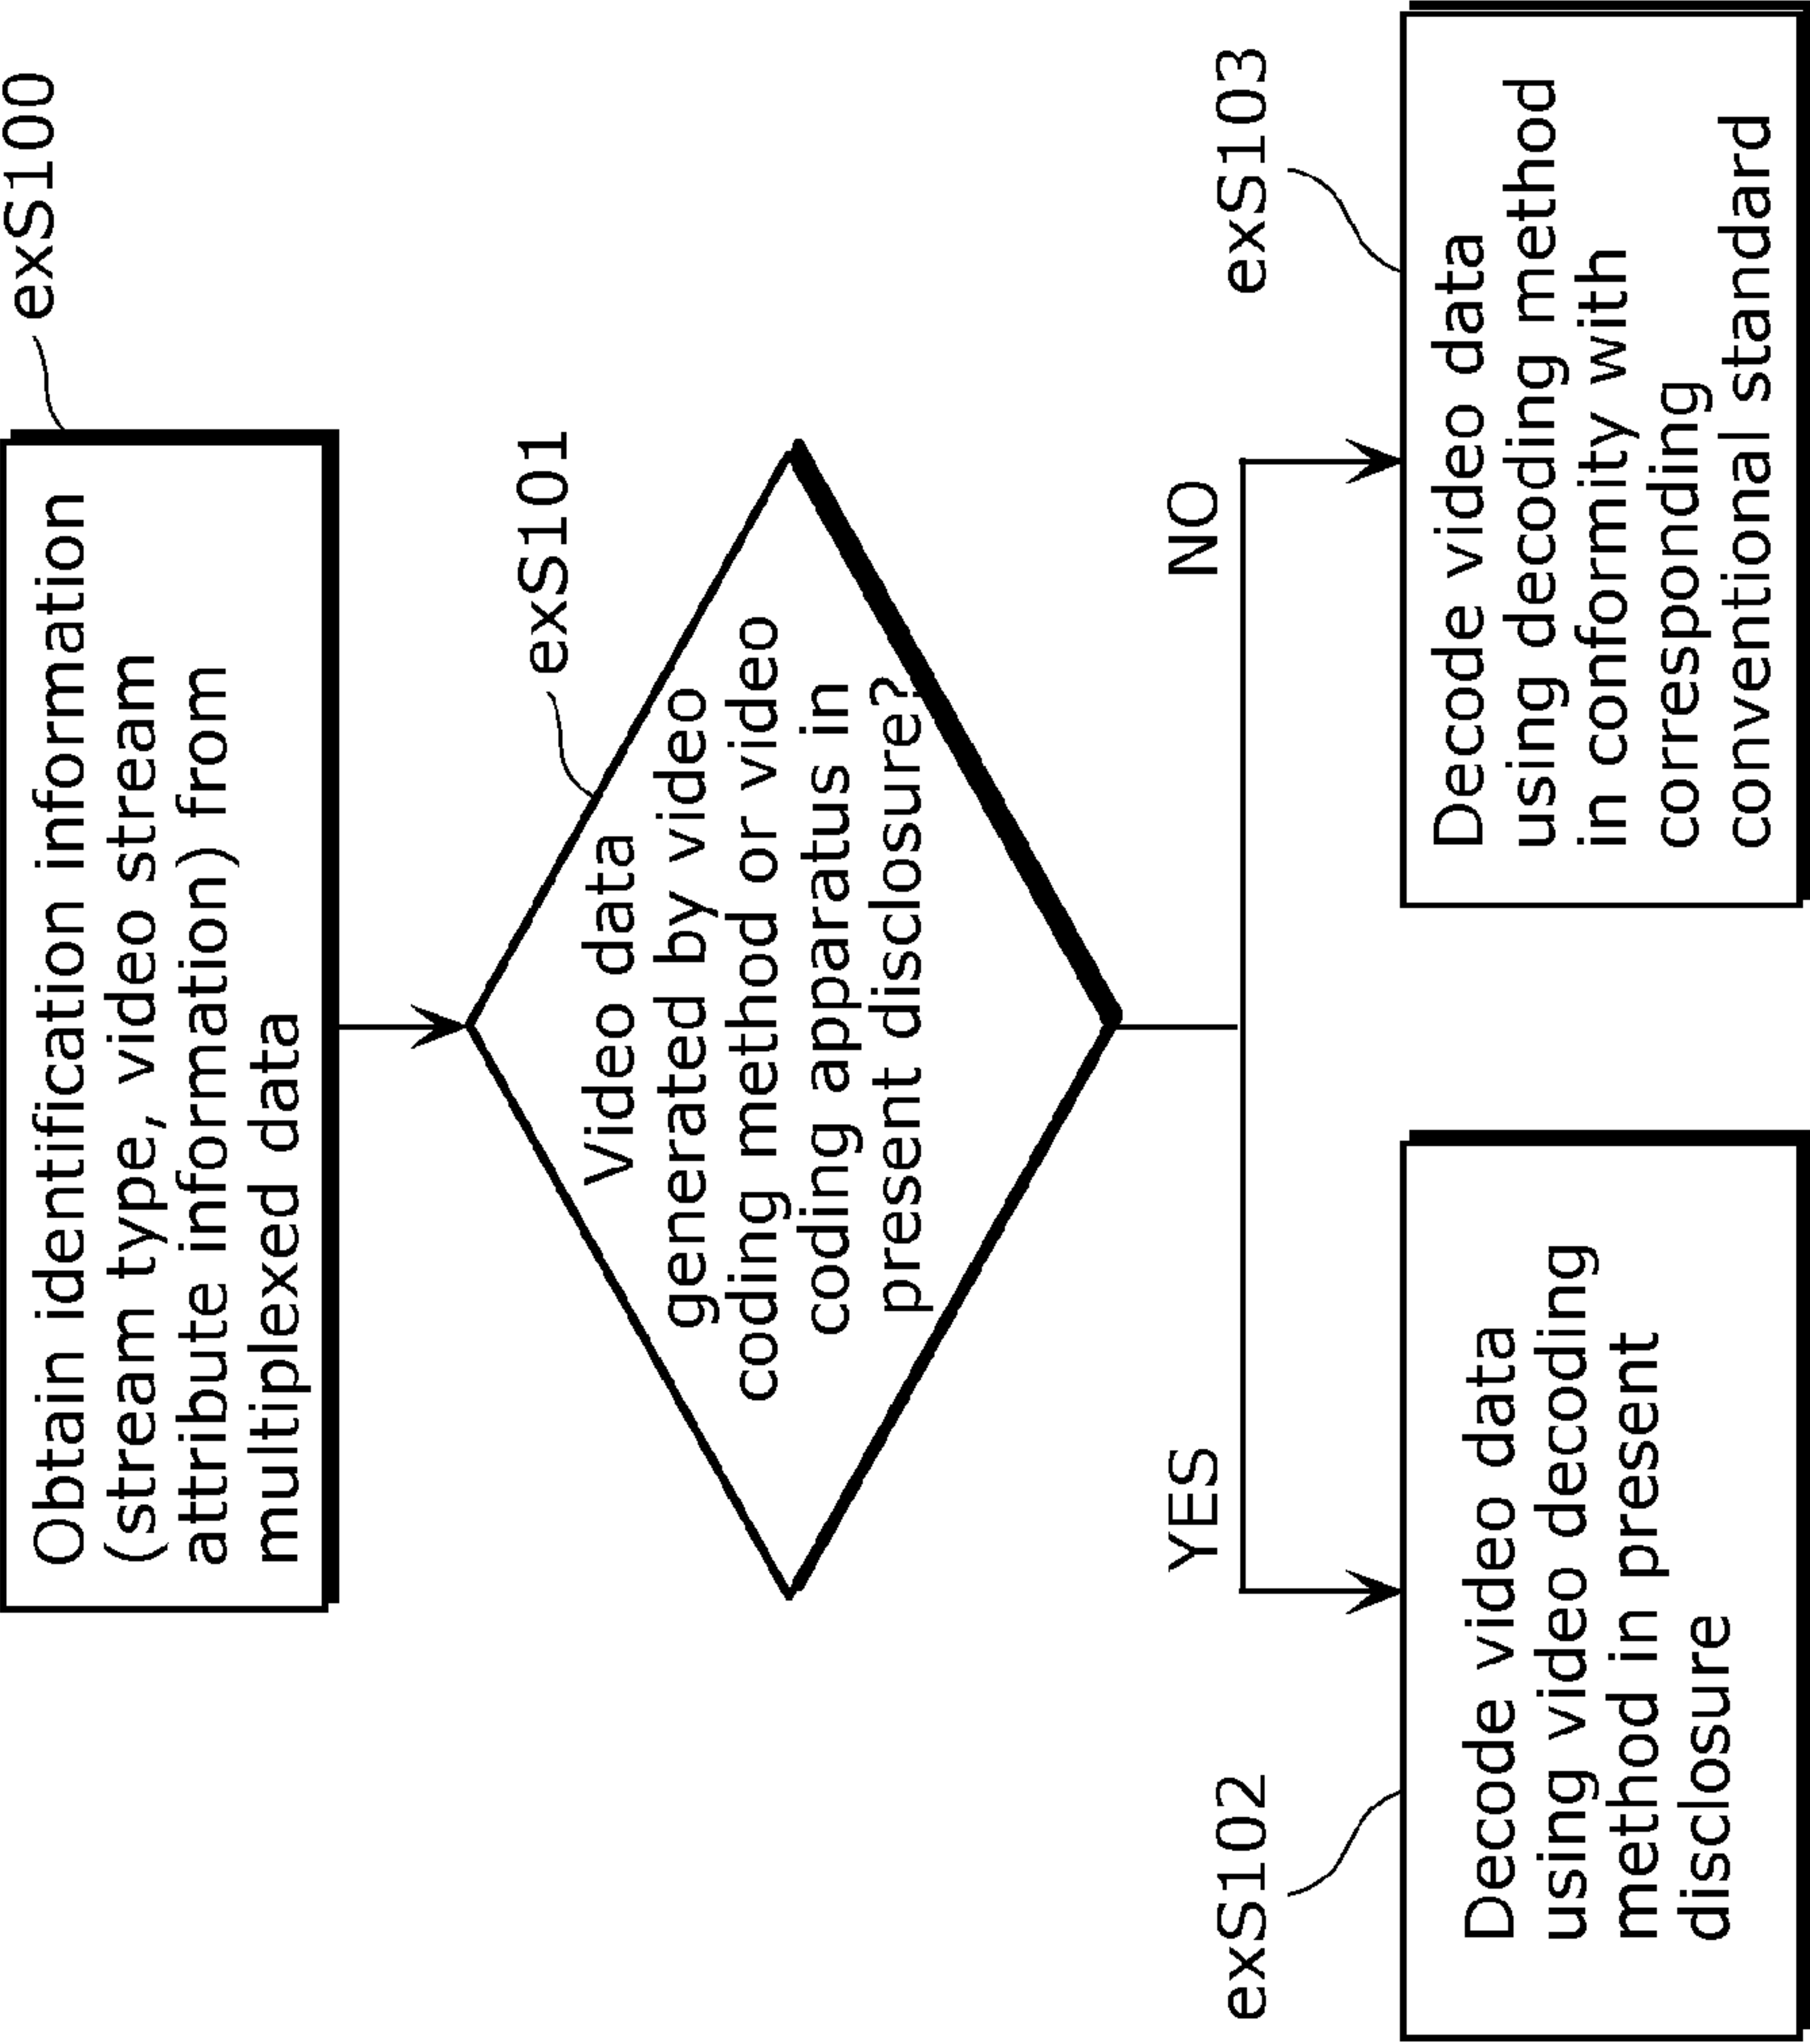 exS100
Obtain identification information
(stream type, video stream
attribute information) from
multiplexed data
exS101
Video data
generated by video
coding method or video
coding apparatus in
present disclosure?
YES
NO
exS102
Decode video data
using video decoding
method in present
disclosure
exS103
Decode video data
using decoding method
in conformity with
corresponding
conventional standard